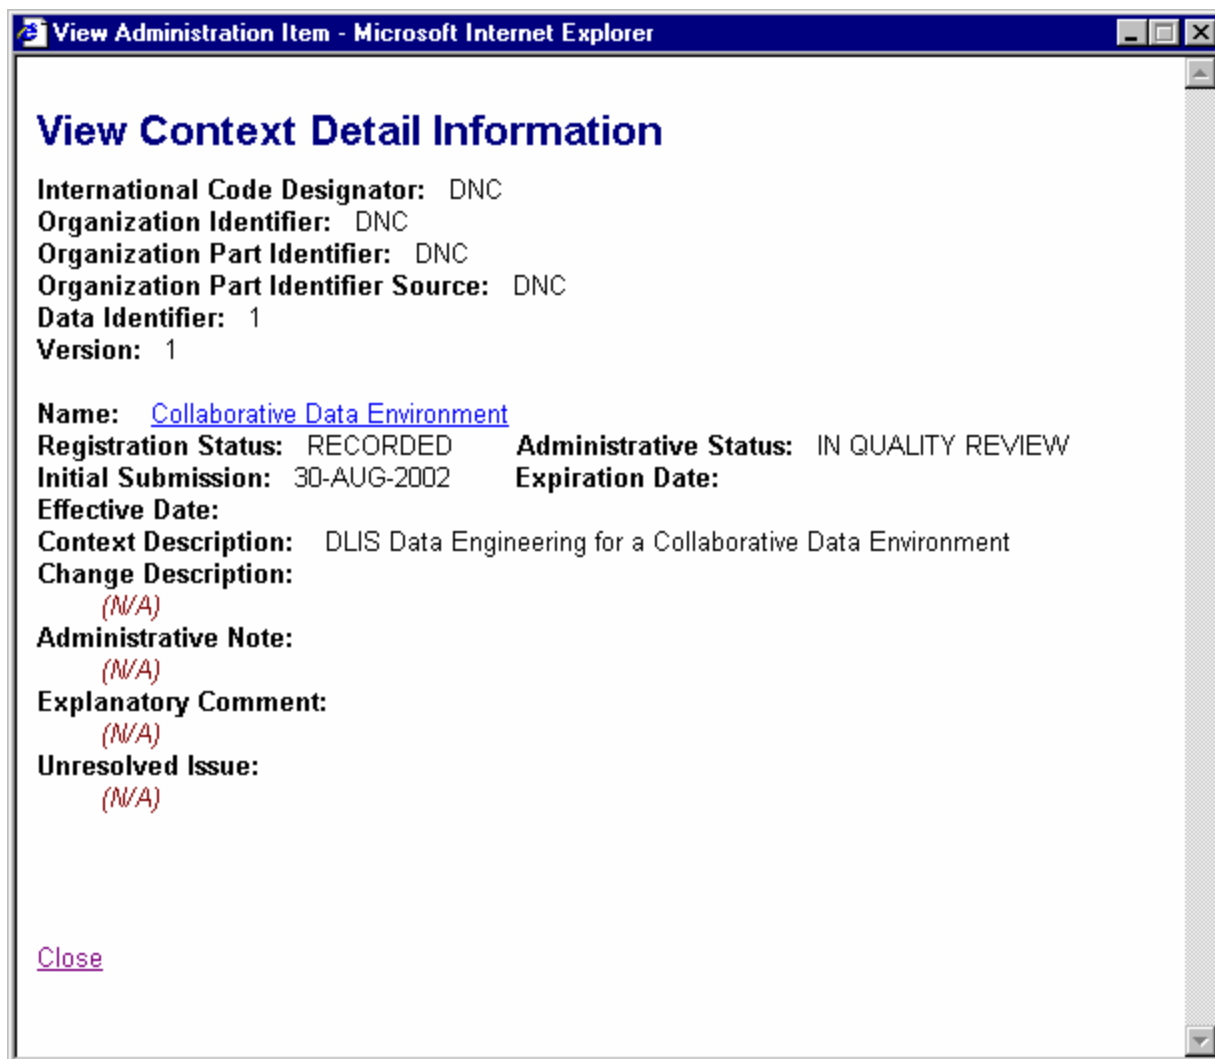 View Administration Item - Microsoft Internet Explorer
View Context Detail Information
International Code Designator: DNC
Organization Identifier: DNC
Organization Part Identifier: DNC
Organization Part Identifier Source: DNC
Data Identifier: 1
Version: 1
Name: Collaborative Data Environment
Registration Status: RECORDED Administrative Status: IN QUALITY REVIEW
Initial Submission: 30-AUG-2002 Expiration Date:
Effective Date:
Context Description: DLIS Data Engineering for a Collaborative Data Environment
Change Description:
(N/A)
Administrative Note:
(N/A)
Explanatory Comment:
(N/A)
Unresolved Issue:
(N/A)
Close